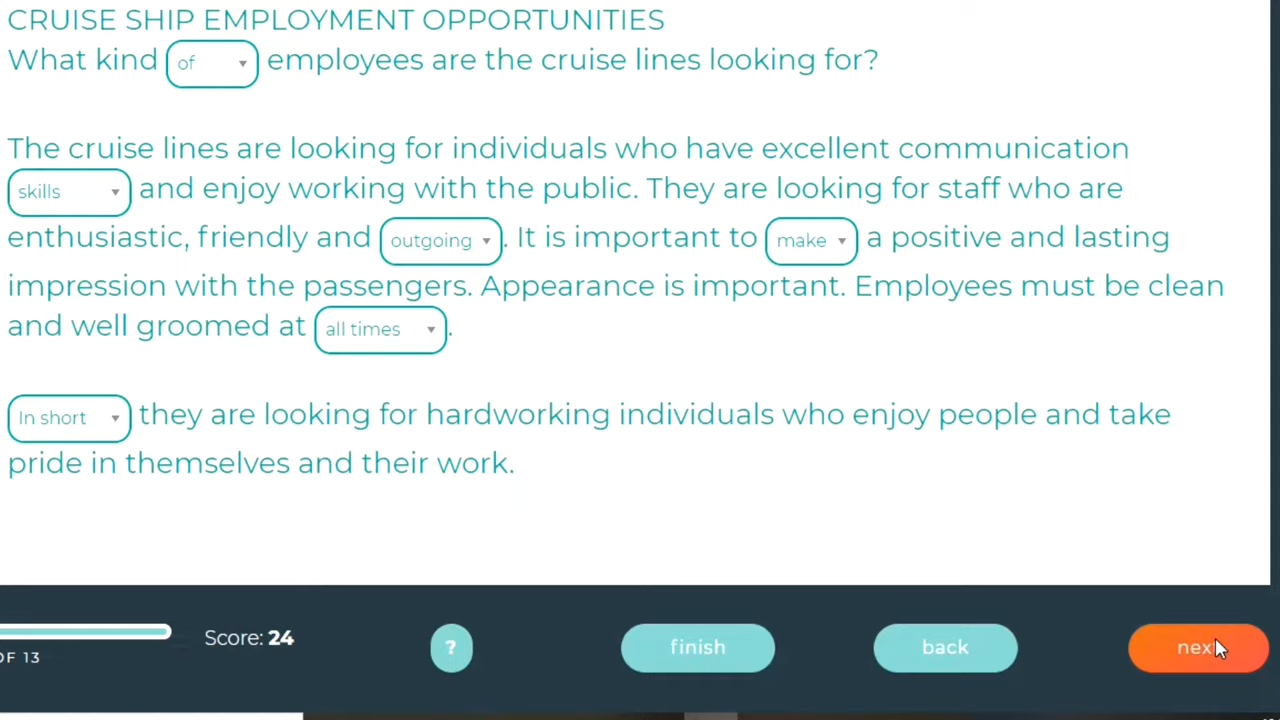 CRUISE SHIP EMPLOYMENT OPPORTUNITIES
What kind of employees are the cruise lines looking for?
The cruise lines are looking for individuals who have excellent communication
skills and enjoy working with the public. They are looking for staff who are
enthusiastic, friendly and outgoing . It is important to make a positive and lasting
impression with the passengers. Appearance is important. Employees must be clean
and well groomed at all times .
In short they are looking for hardworking individuals who enjoy people and take
pride in themselves and their work.
OF 13
Score: 24
?
finish
back
next